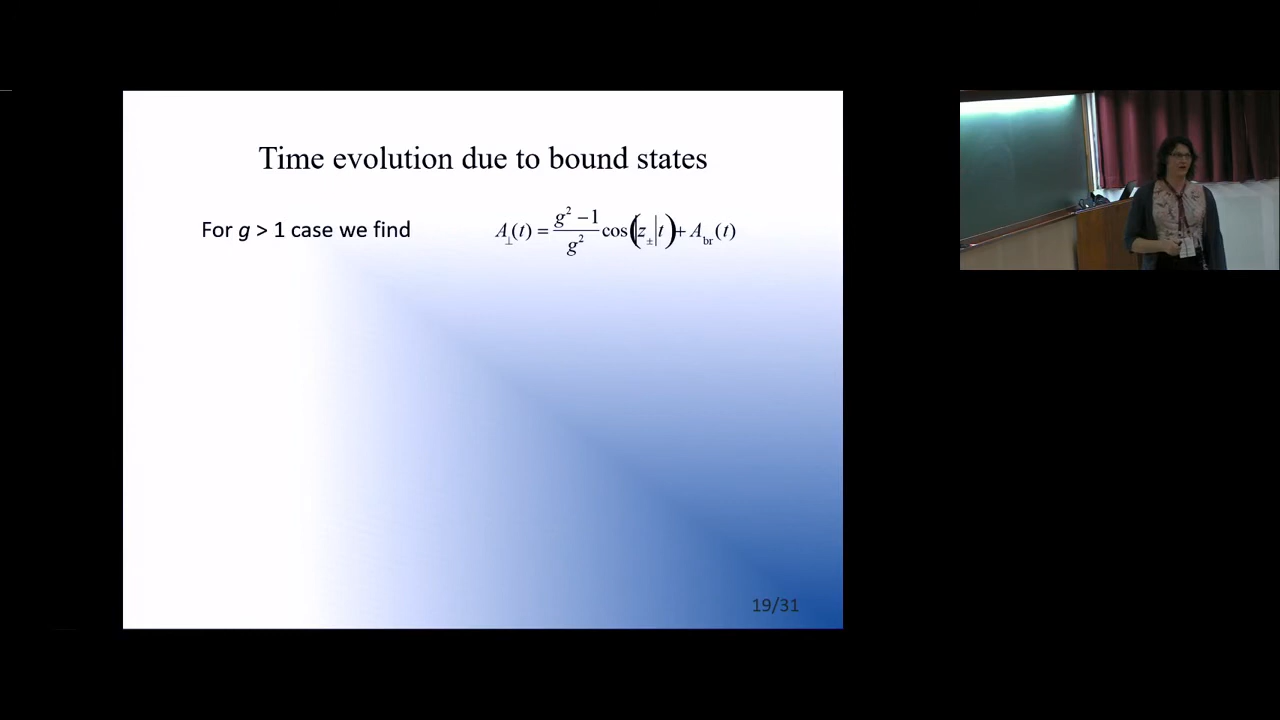 Time evolution due to bound states
For g > 1 case we find
A⊥(t) = (g² − 1)/g² cos(|z±|t) + A_br(t)
19/31